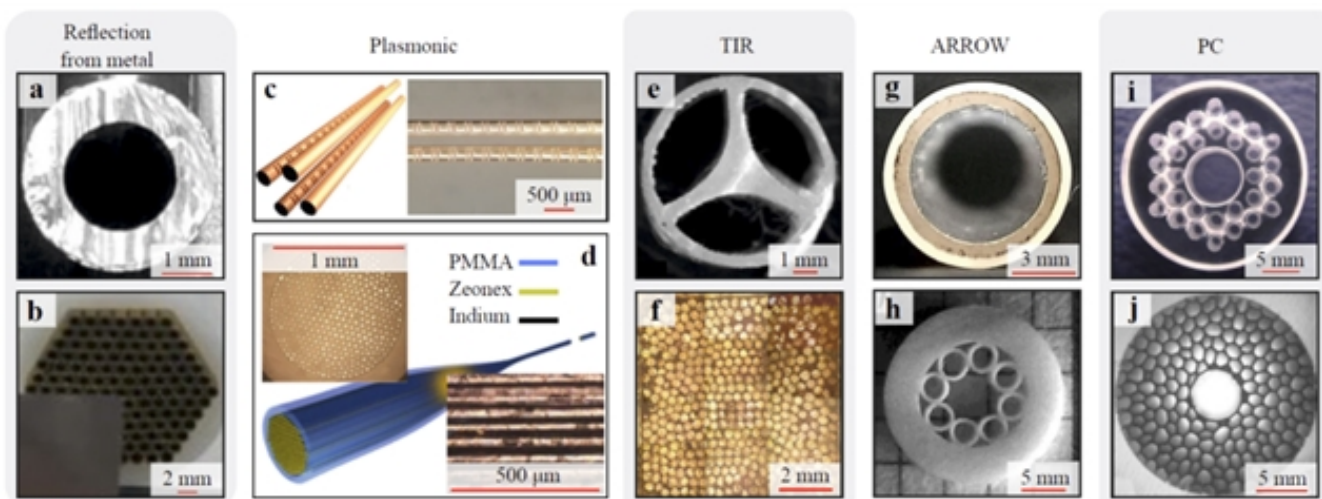 Reflection
from metal
Plasmonic
TIR
ARROW
PC
a
1 mm
b
2 mm
c
500 μm
d
1 mm
PMMA
Zeonex
Indium
500 μm
e
1 mm
f
2 mm
g
3 mm
h
5 mm
i
5 mm
j
5 mm